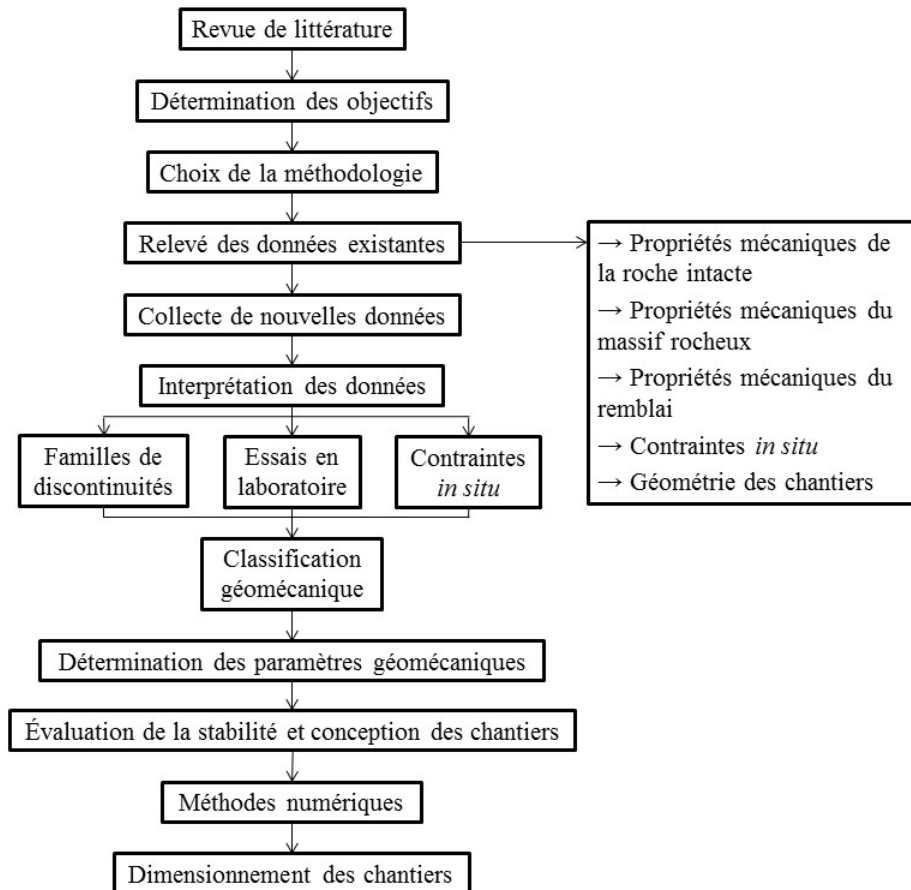 Revue de littérature
Détermination des objectifs
Choix de la méthodologie
Relevé des données existantes
→ Propriétés mécaniques de
la roche intacte
→ Propriétés mécaniques du
massif rocheux
→ Propriétés mécaniques du
remblai
→ Contraintes in situ
→ Géométrie des chantiers
Collecte de nouvelles données
Interprétation des données
Familles de
discontinuités
Essais en
laboratoire
Contraintes
in situ
Classification
géomécanique
Détermination des paramètres géomécaniques
Évaluation de la stabilité et conception des chantiers
Méthodes numériques
Dimensionnement des chantiers